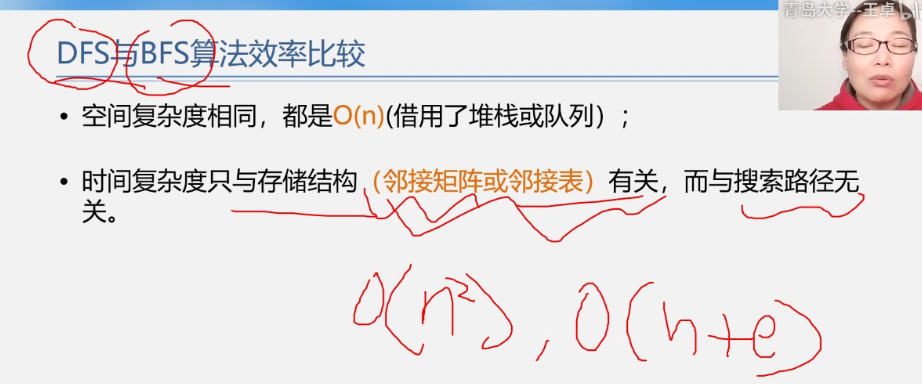 青岛大学--王卓
DFS与BFS算法效率比较
• 空间复杂度相同，都是O(n)(借用了堆栈或队列）；
• 时间复杂度只与存储结构（邻接矩阵或邻接表）有关，而与搜索路径无
关。
O(n²), O(n+e)